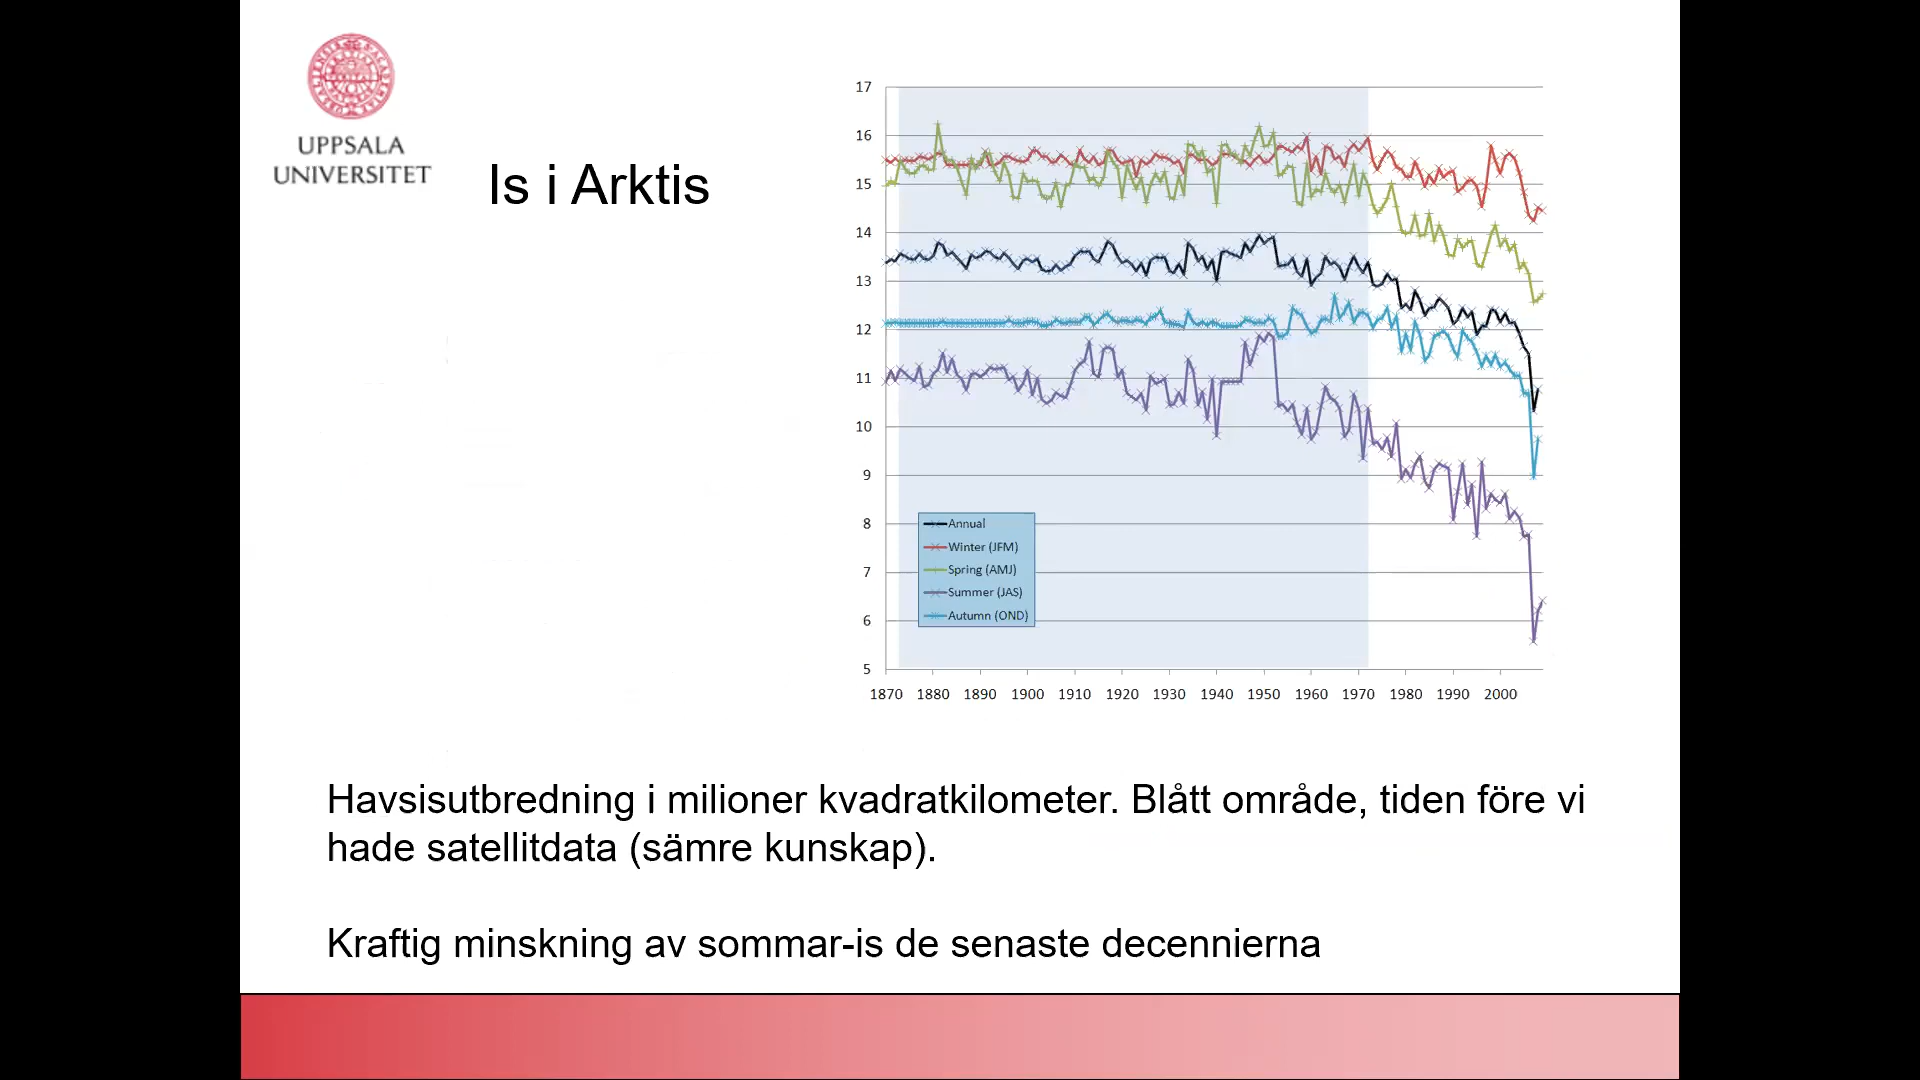 UPPSALA
UNIVERSITET
Is i Arktis
17
16
15
14
13
12
11
10
9
8
7
6
5
Annual
Winter (JFM)
Spring (AMJ)
Summer (JAS)
Autumn (OND)
1870 1880 1890 1900 1910 1920 1930 1940 1950 1960 1970 1980 1990 2000
Havsisutbredning i milioner kvadratkilometer. Blått område, tiden före vi
hade satellitdata (sämre kunskap).
Kraftig minskning av sommar-is de senaste decennierna